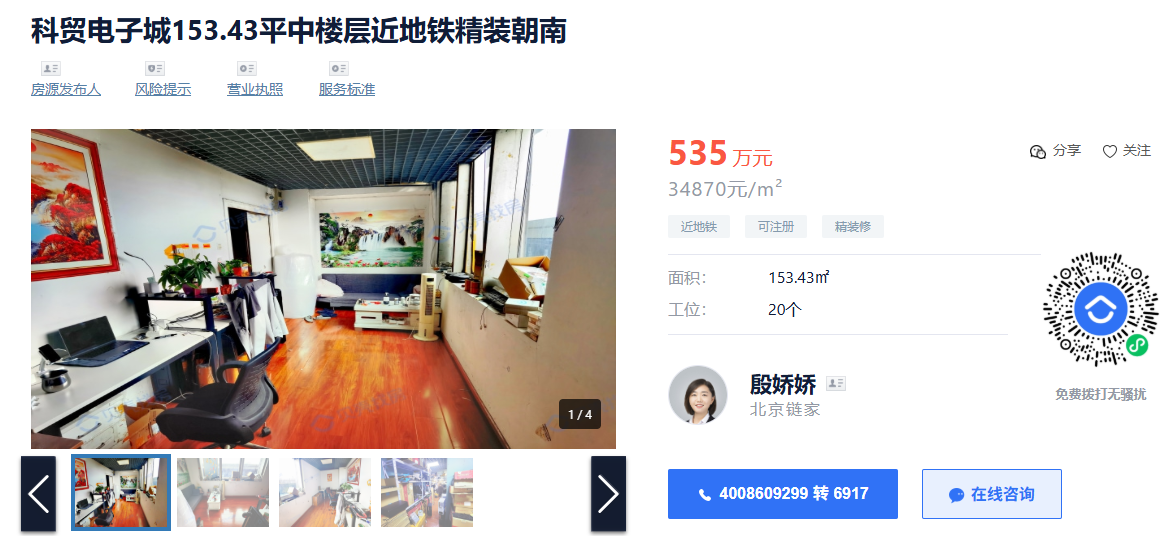 科贸电子城153.43平中楼层近地铁精装朝南
房源发布人 风险提示 营业执照 服务标准
535万元
分享 关注
34870元/m²
近地铁 可注册 精装修
面积: 153.43㎡
工位: 20个
殷娇娇
北京链家
免费拨打无骚扰
1 / 4
4008609299 转 6917
在线咨询